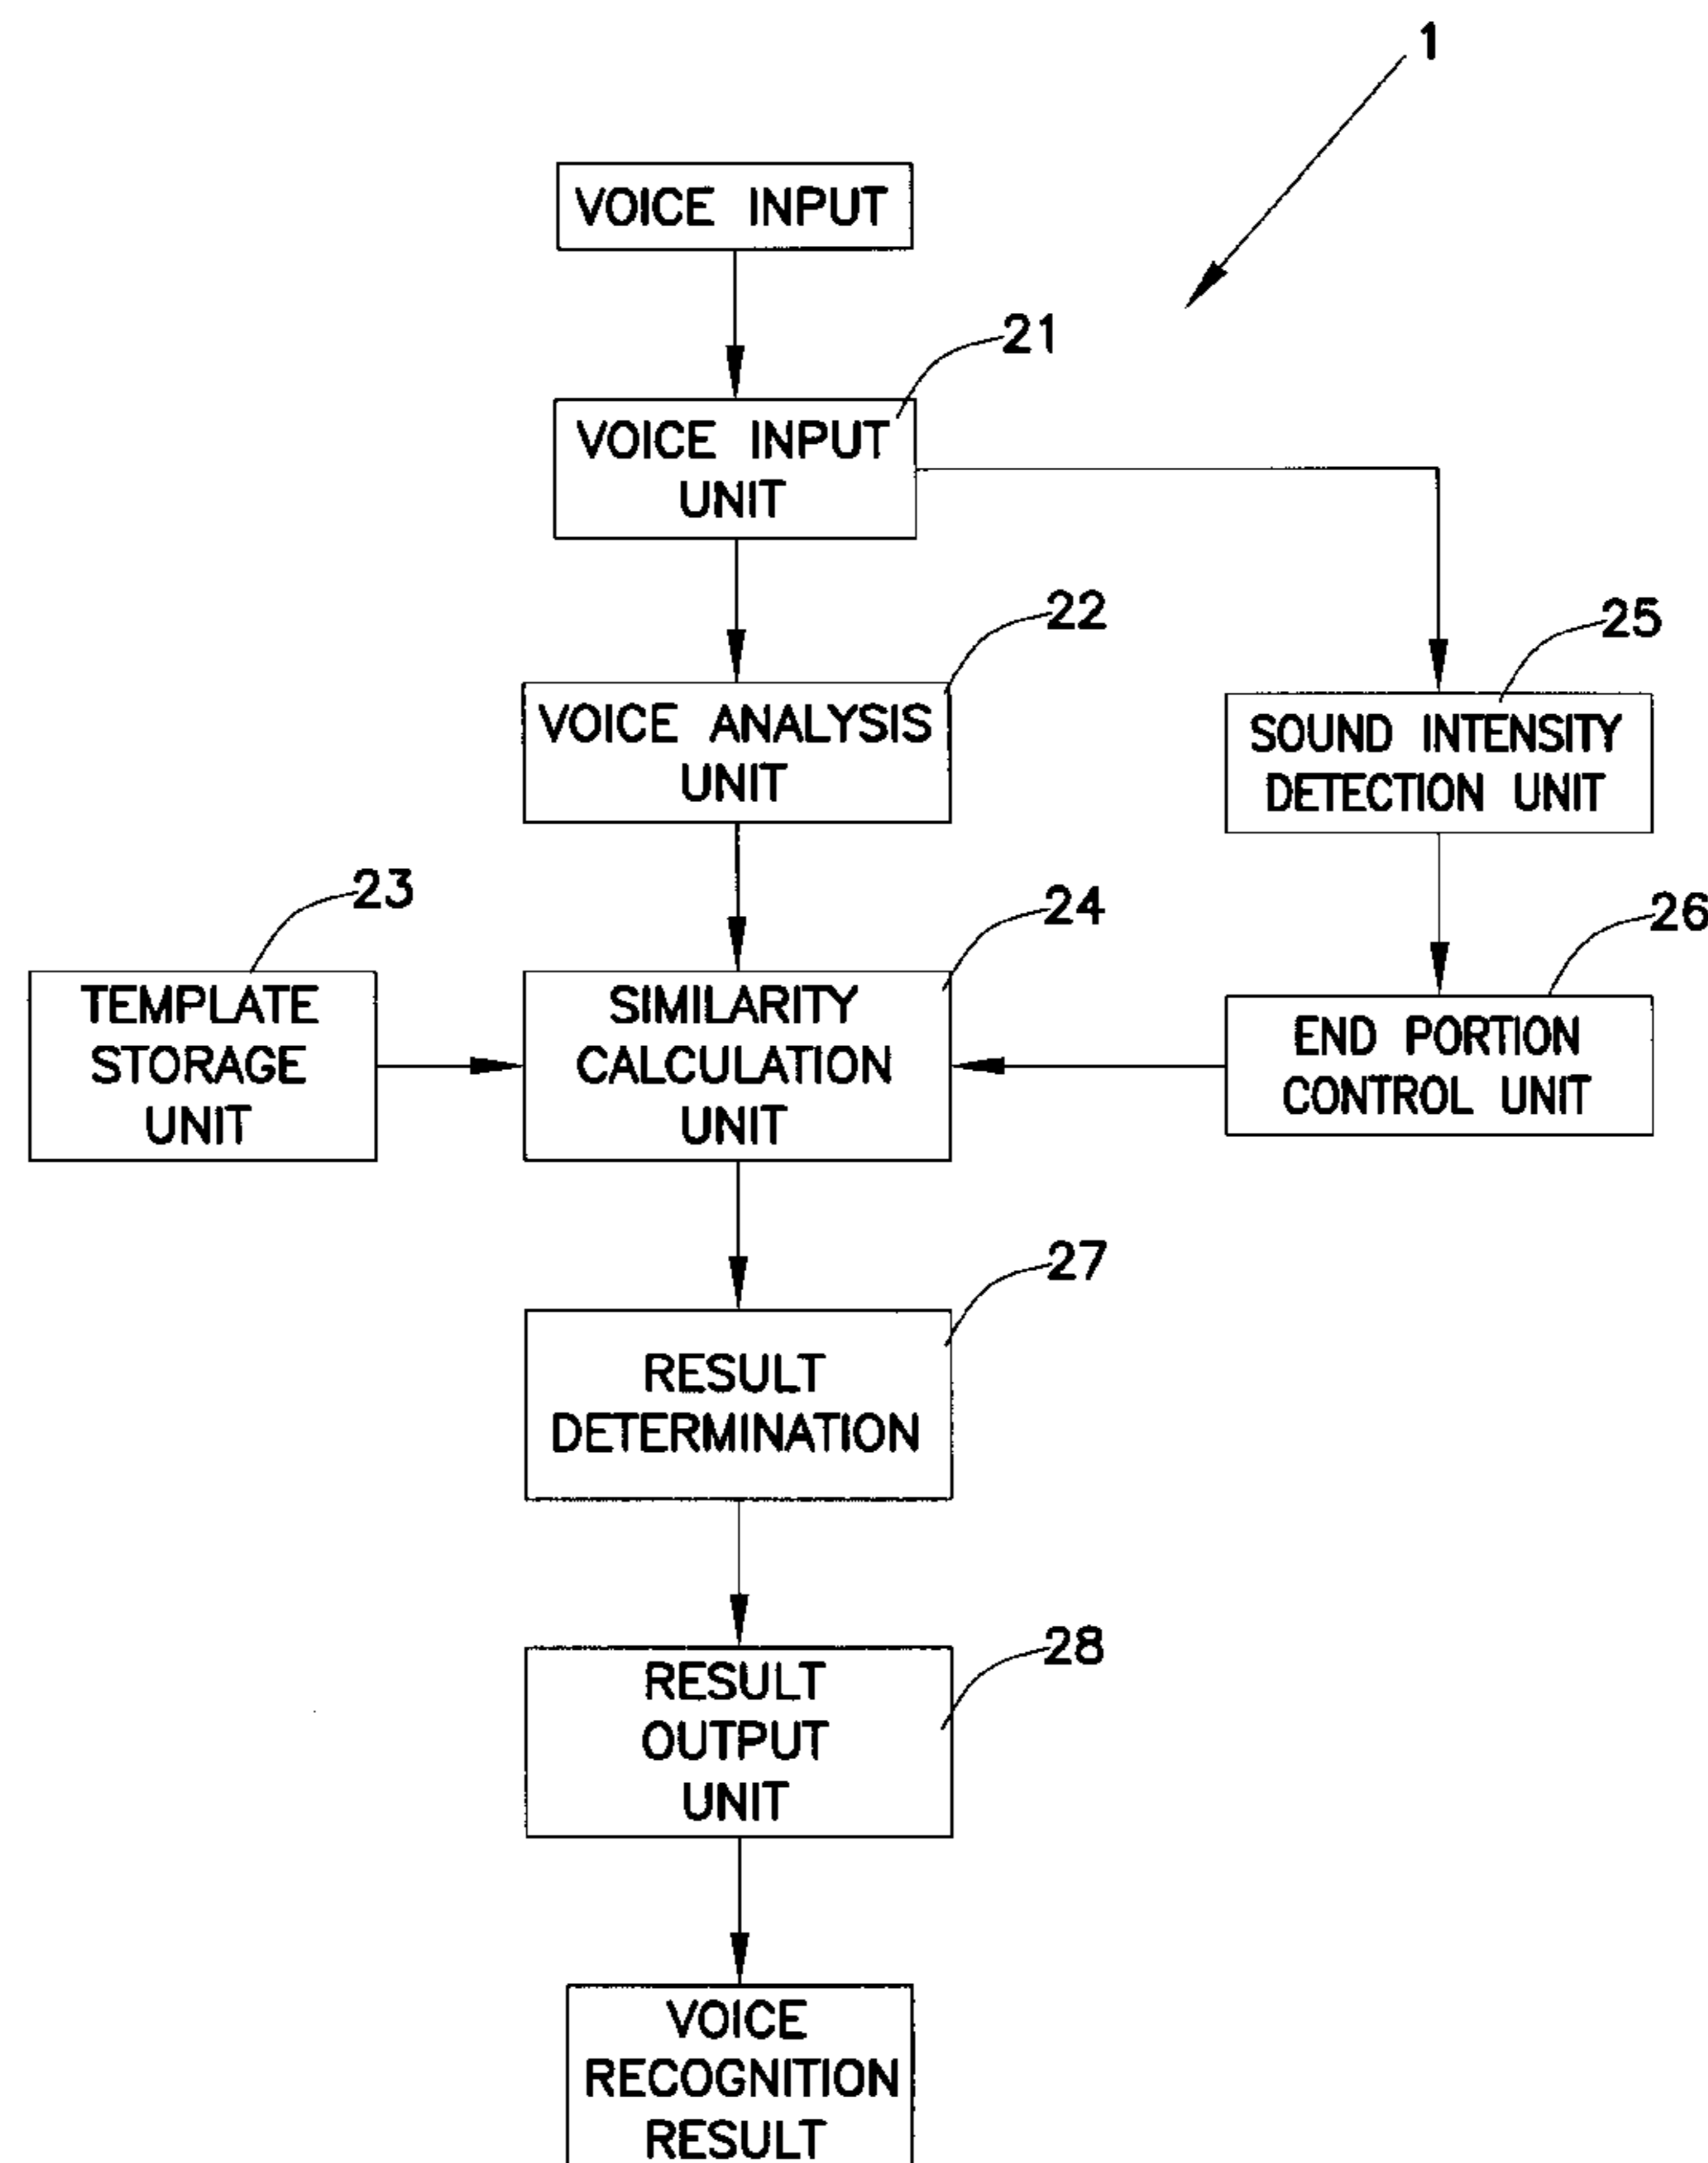 1
VOICE INPUT
21
VOICE INPUT
UNIT
22
VOICE ANALYSIS
UNIT
25
SOUND INTENSITY
DETECTION UNIT
23
TEMPLATE
STORAGE
UNIT
24
SIMILARITY
CALCULATION
UNIT
26
END PORTION
CONTROL UNIT
27
RESULT
DETERMINATION
28
RESULT
OUTPUT
UNIT
VOICE
RECOGNITION
RESULT